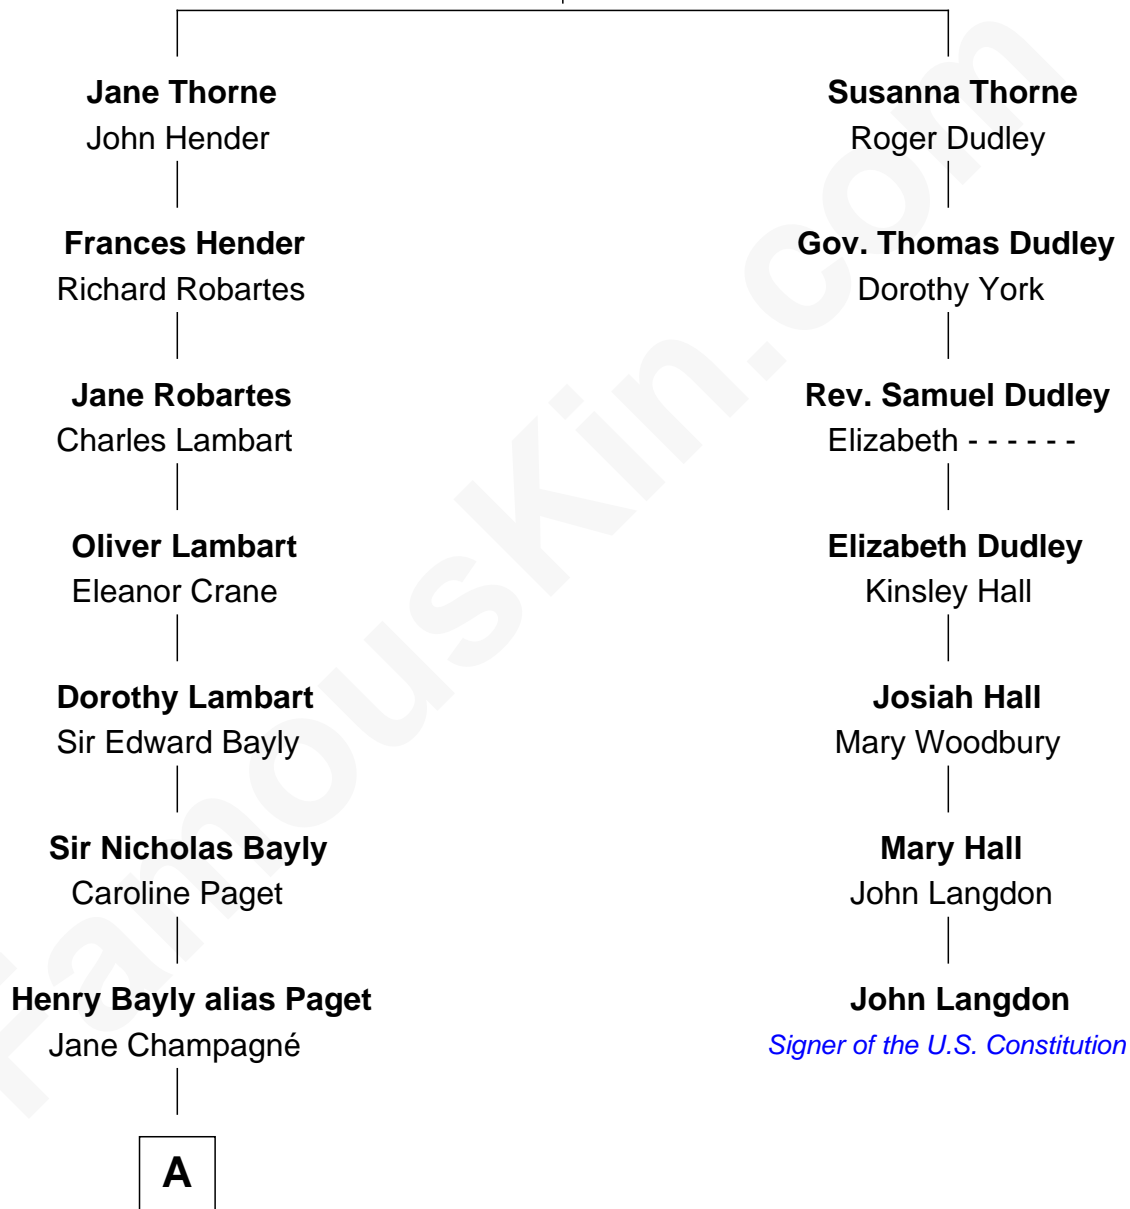 Jane Thorne
John Hender
Susanna Thorne
Roger Dudley
Frances Hender
Richard Robartes
Gov. Thomas Dudley
Dorothy York
Jane Robartes
Charles Lambart
Rev. Samuel Dudley
Elizabeth - - - - - -
Oliver Lambart
Eleanor Crane
Elizabeth Dudley
Kinsley Hall
Dorothy Lambart
Sir Edward Bayly
Josiah Hall
Mary Woodbury
Sir Nicholas Bayly
Caroline Paget
Mary Hall
John Langdon
Henry Bayly alias Paget
Jane Champagné
John Langdon
Signer of the U.S. Constitution
A
FamousKin.com